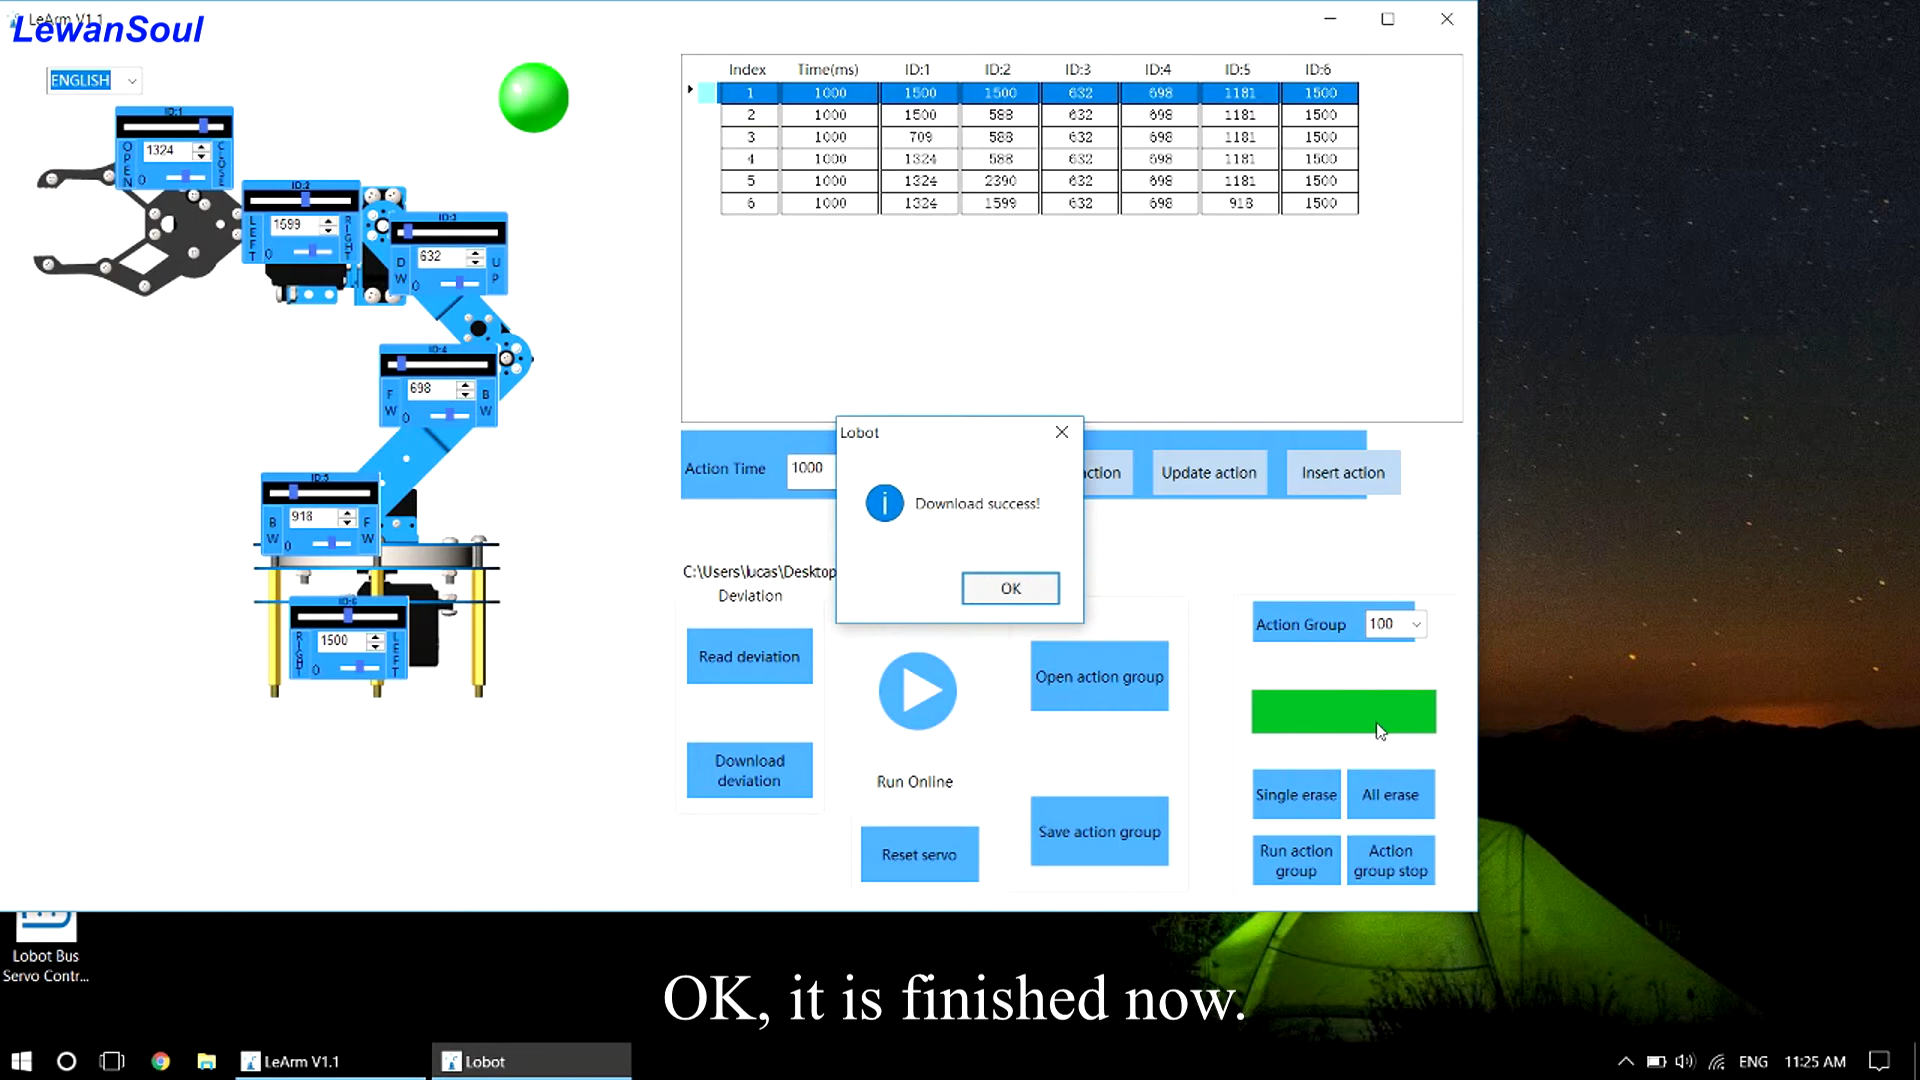 LeArm V1.1
LewanSoul
ENGLISH
ID:1
OPEN 1324 CLOSE
0
ID:2
LEFT 1599 RIGHT
0
ID:3
DW 632 UP
0
ID:4
FW 698 BW
0
ID:5
BW 918 FW
0
ID:6
RIGHT 1500 LEFT
0
Index Time(ms) ID:1 ID:2 ID:3 ID:4 ID:5 ID:6
1 1000 1500 1500 632 698 1181 1500
2 1000 1500 588 632 698 1181 1500
3 1000 709 588 632 698 1181 1500
4 1000 1324 588 632 698 1181 1500
5 1000 1324 2390 632 698 1181 1500
6 1000 1324 1599 632 698 918 1500
Action Time 1000 ction Update action Insert action
Lobot
Download success!
OK
C:\Users\lucas\Desktop
Deviation
Read deviation
Download
deviation
Run Online
Reset servo
Open action group
Save action group
Action Group 100
Single erase All erase
Run action
group
Action
group stop
Lobot Bus
Servo Contr...
OK, it is finished now.
LeArm V1.1 Lobot ENG 11:25 AM